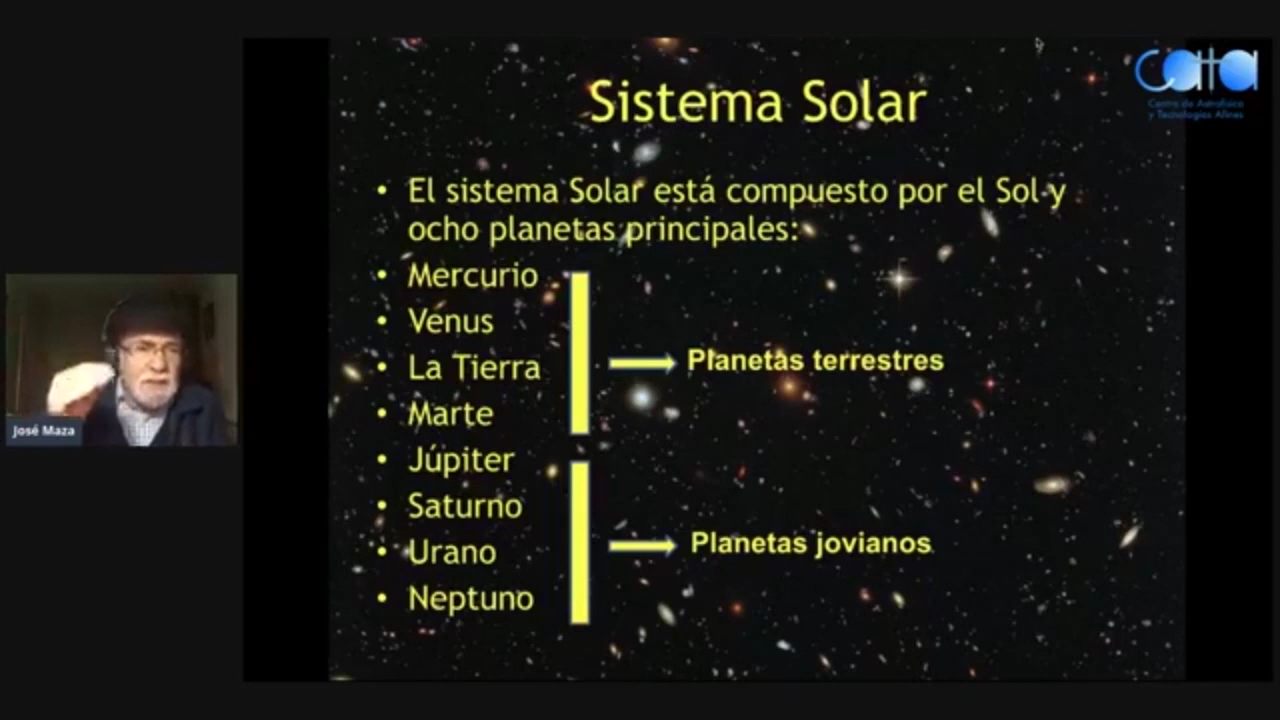 Sistema Solar
• El sistema Solar está compuesto por el Sol y
ocho planetas principales:
• Mercurio
• Venus
• La Tierra
• Marte
• Júpiter
• Saturno
• Urano
• Neptuno
Planetas terrestres
Planetas jovianos
José Maza
CATA
Centro de Astrofísica
y Tecnologías Afines